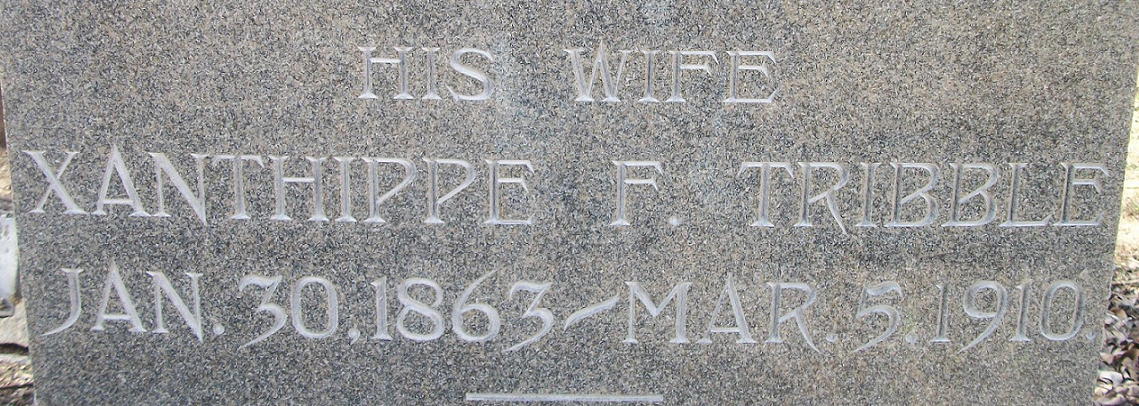 HIS WIFE
XANTHIPPE F. TRIBBLE
JAN. 30, 1863 ~ MAR. 5, 1910.